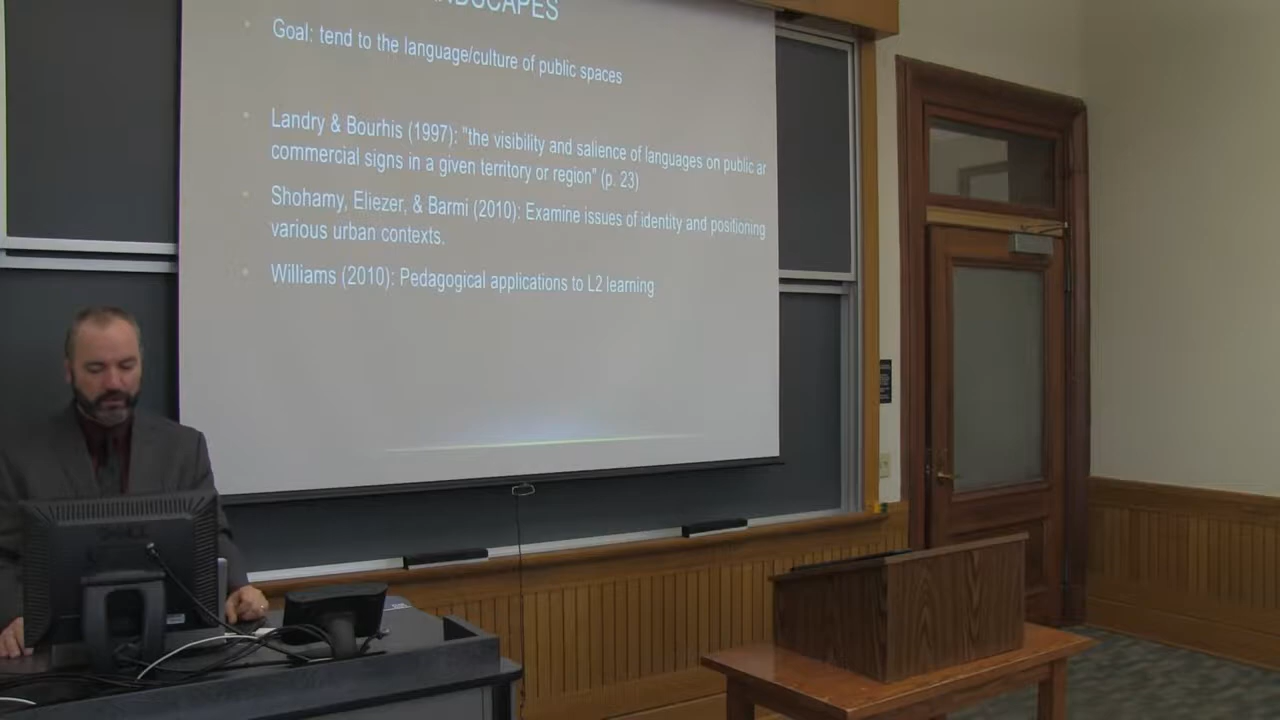 NDSCAPES
Goal: tend to the language/culture of public spaces
Landry & Bourhis (1997): "the visibility and salience of languages on public ar
commercial signs in a given territory or region" (p. 23)
Shohamy, Eliezer, & Barmi (2010): Examine issues of identity and positioning
various urban contexts.
Williams (2010): Pedagogical applications to L2 learning
DELL